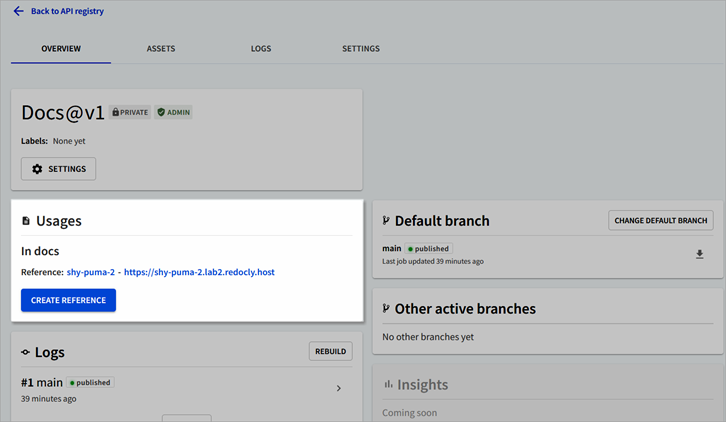 Back to API registry
OVERVIEW
ASSETS
LOGS
SETTINGS
Docs@v1 PRIVATE ADMIN
Labels: None yet
SETTINGS
Usages
In docs
Reference: shy-puma-2 - https://shy-puma-2.lab2.redocly.host
CREATE REFERENCE
Logs
REBUILD
#1 main published
39 minutes ago
Default branch
CHANGE DEFAULT BRANCH
main published
Last job updated 39 minutes ago
Other active branches
No other branches yet
Insights
Coming soon